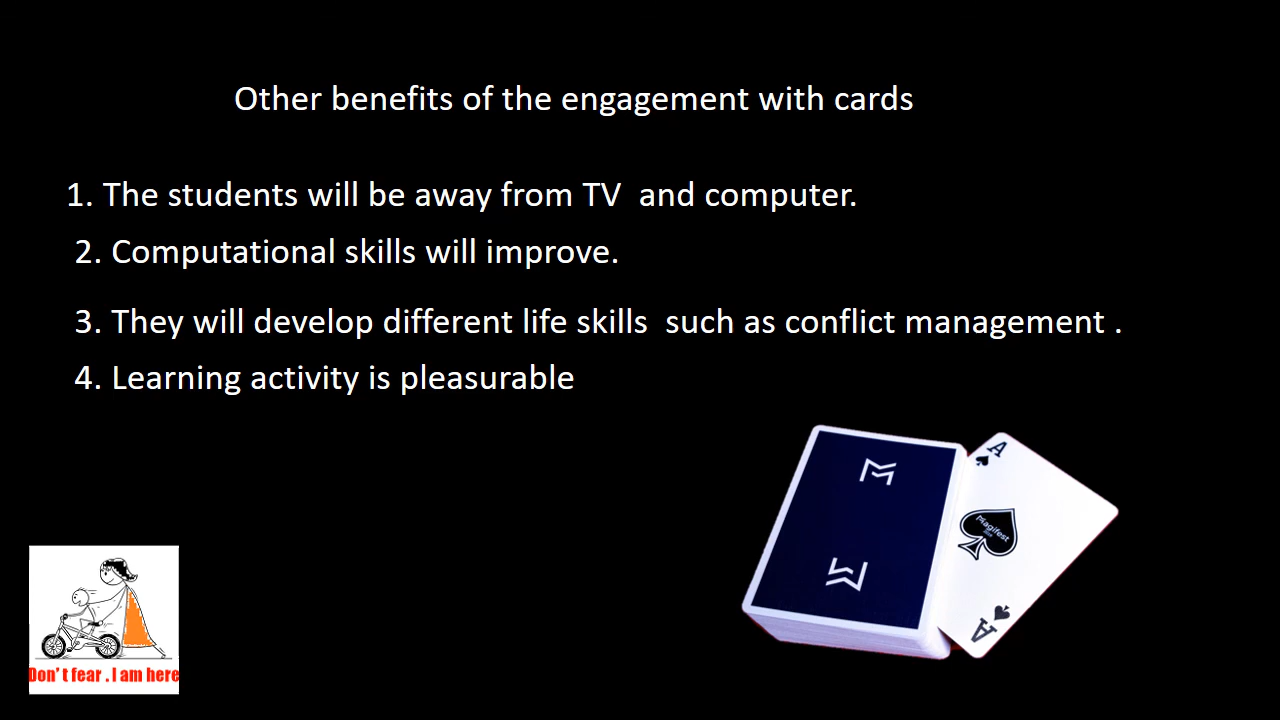 Other benefits of the engagement with cards
1. The students will be away from TV  and computer.
2. Computational skills will improve.
3. They will develop different life skills  such as conflict management .
4. Learning activity is pleasurable
A
Magifest
A
Don't fear . I am here